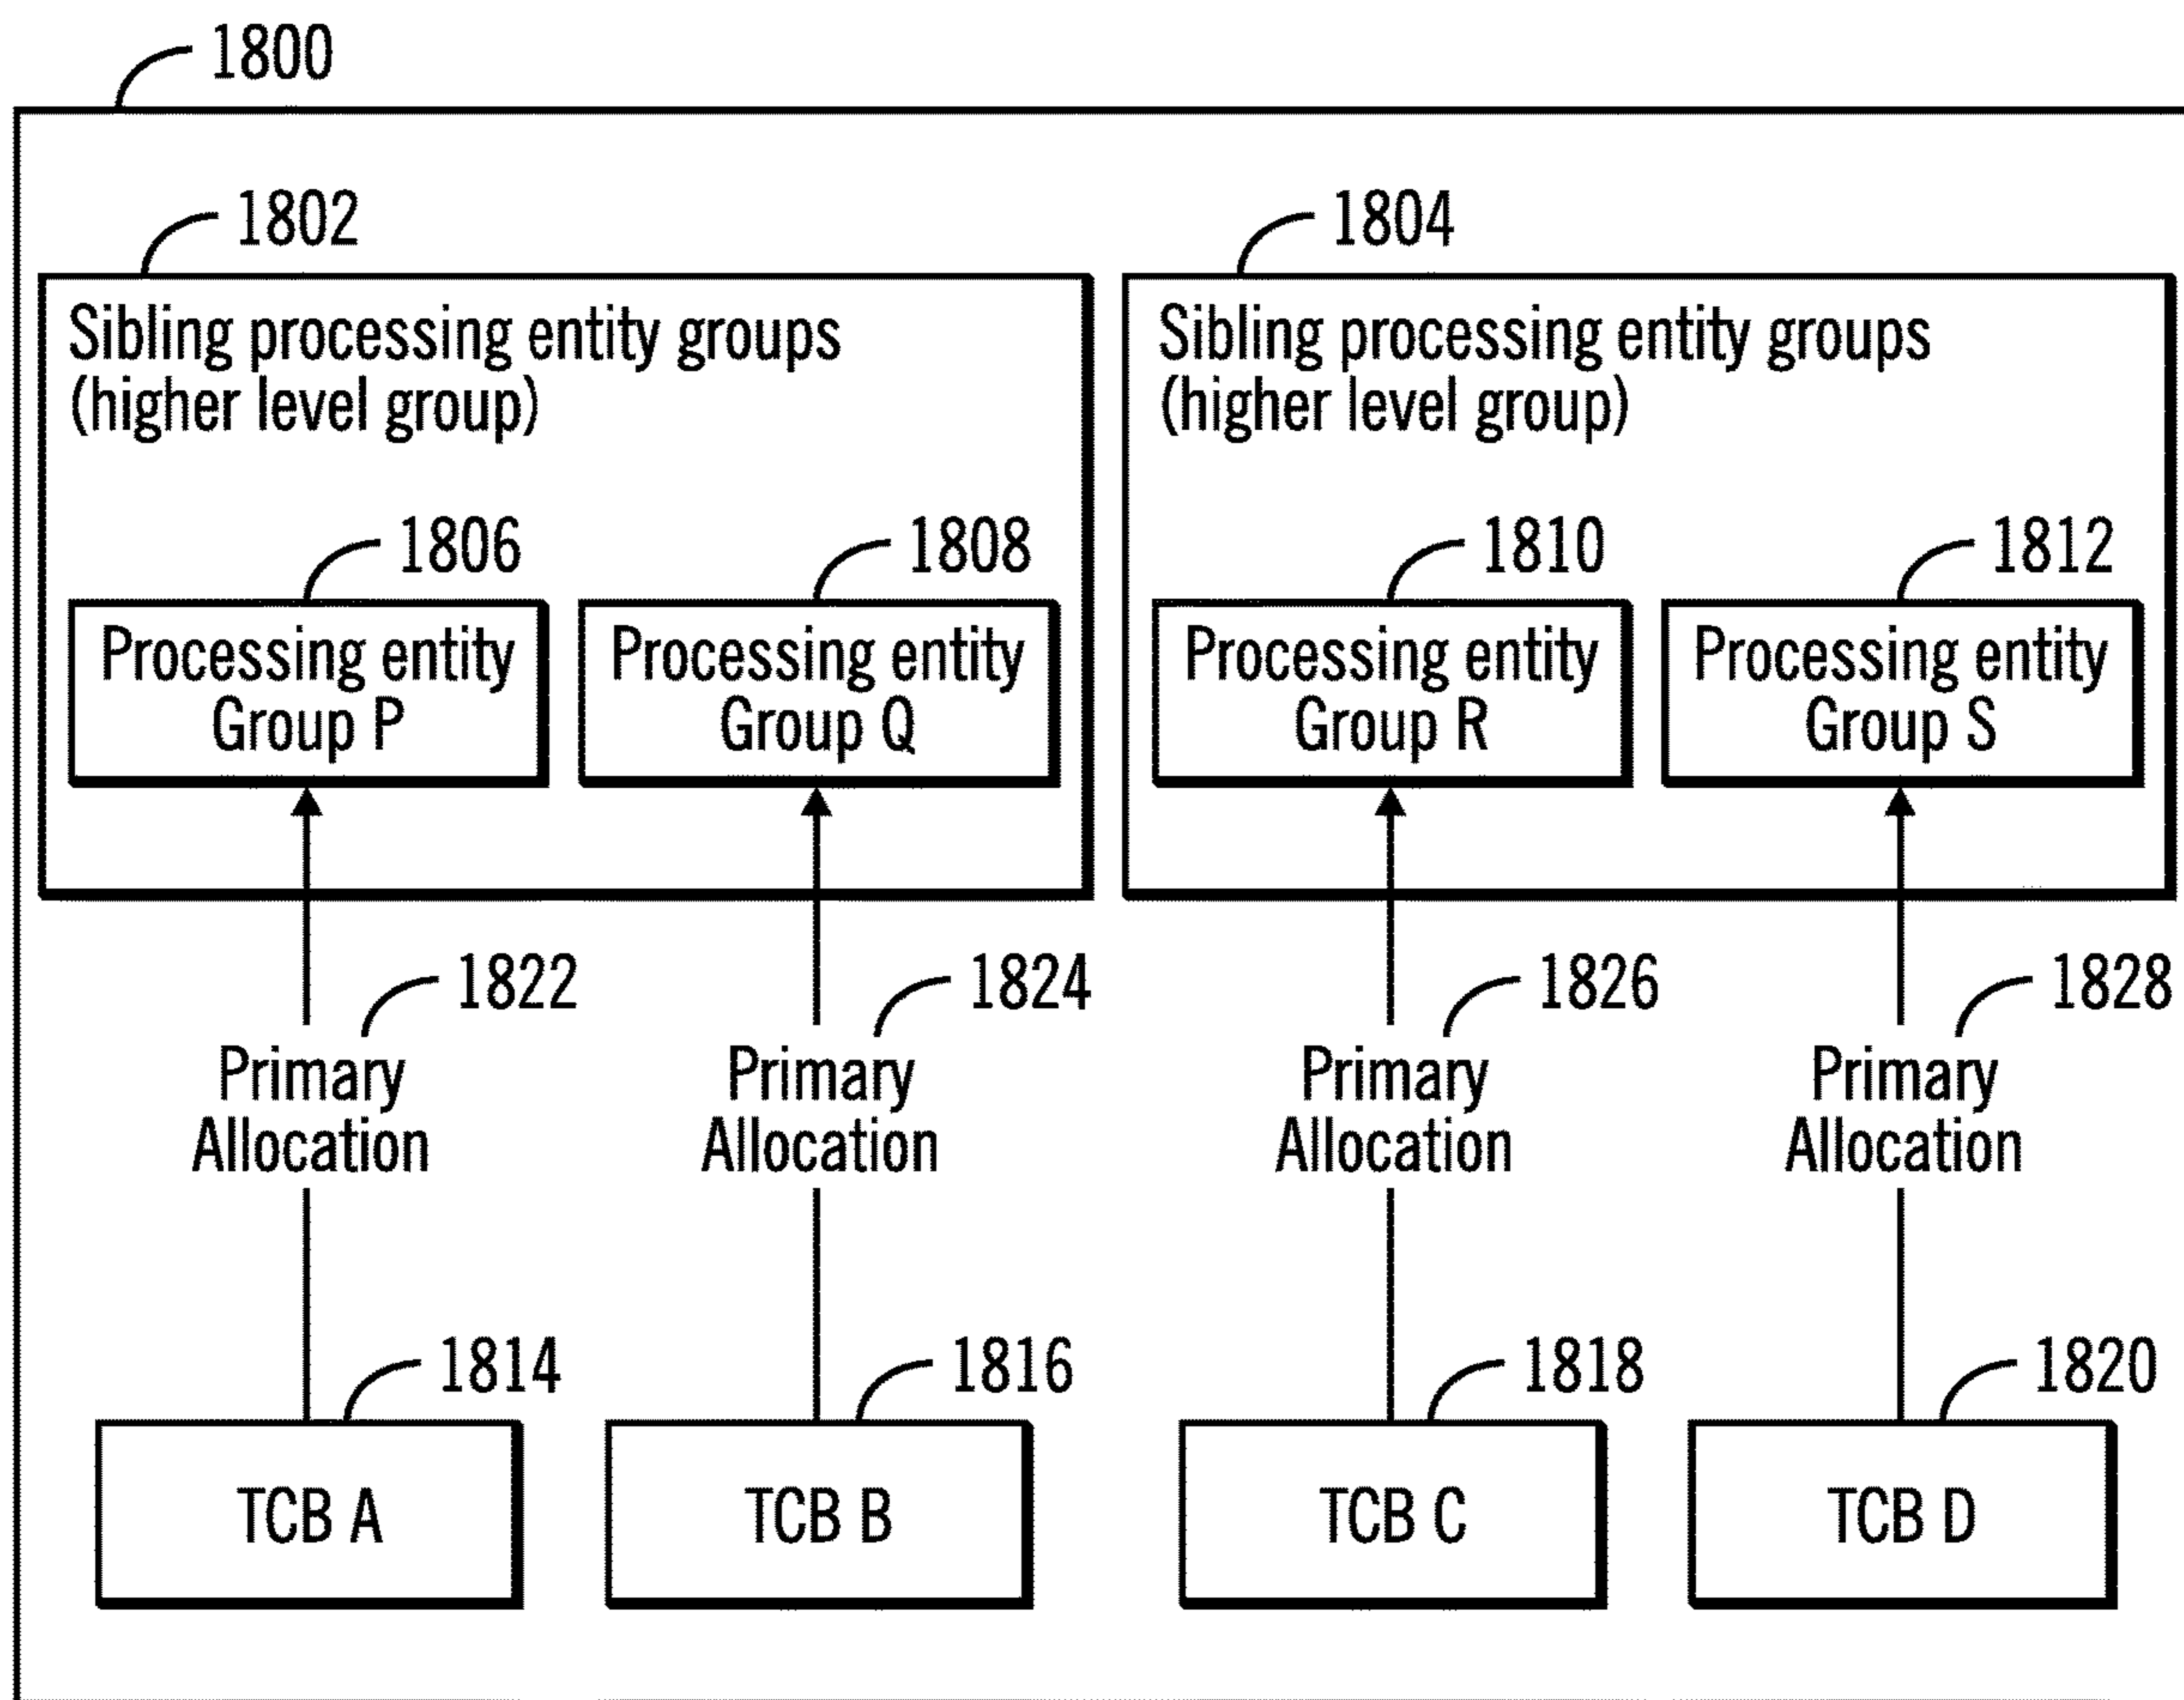 1800
1802
1804
Sibling processing entity groups
(higher level group)
Sibling processing entity groups
(higher level group)
1806
1808
1810
1812
Processing entity
Group P
Processing entity
Group Q
Processing entity
Group R
Processing entity
Group S
1822
1824
1826
1828
Primary
Allocation
Primary
Allocation
Primary
Allocation
Primary
Allocation
1814
1816
1818
1820
TCB A
TCB B
TCB C
TCB D